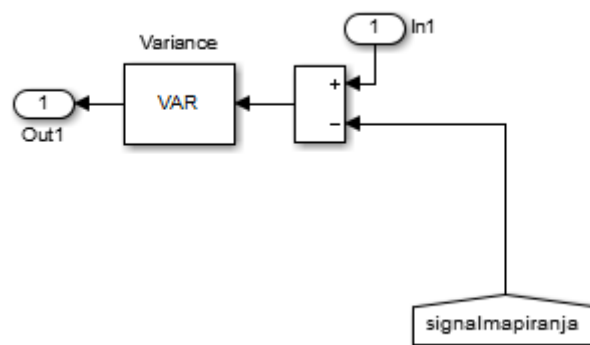 1
In1
Variance
+
VAR
1
−
Out1
signalmapiranja